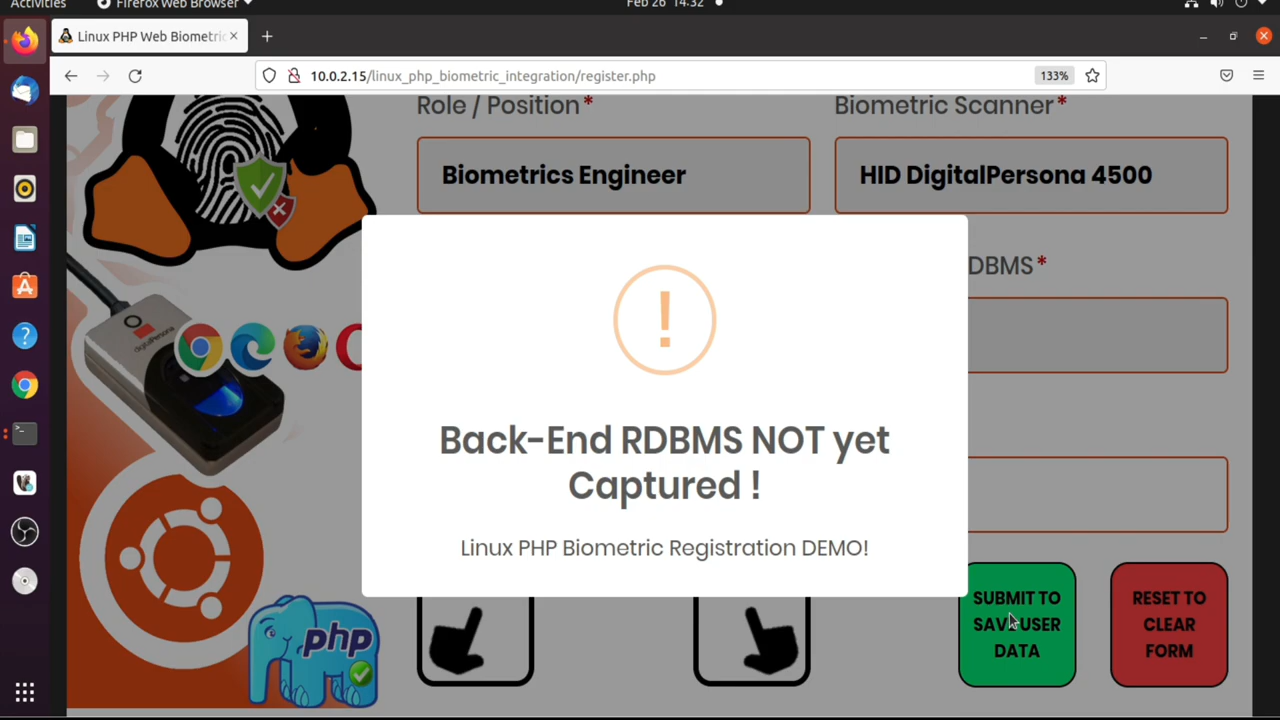 Activities
Firefox Web Browser
Feb 26 14:32
Linux PHP Web Biometric
10.0.2.15/linux_php_biometric_integration/register.php
133%
Role / Position*
Biometric Scanner*
Biometrics Engineer
HID DigitalPersona 4500
DBMS*
digitalPersona
Back-End RDBMS NOT yet
Captured !
Linux PHP Biometric Registration DEMO!
php
SUBMIT TO
SAVE USER
DATA
RESET TO
CLEAR
FORM